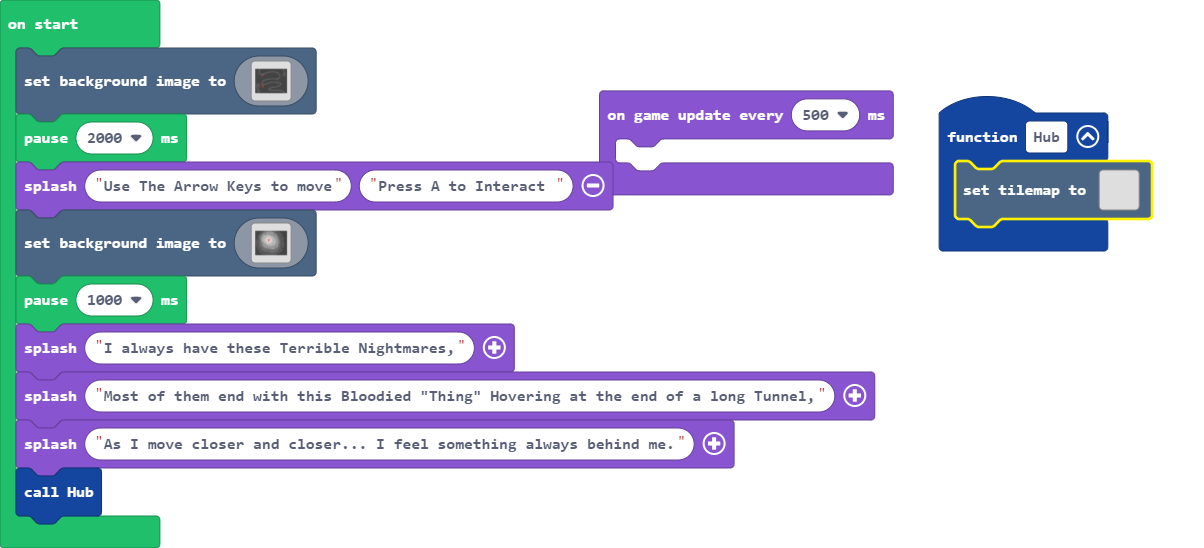 on start
set background image to
pause 2000 ms
splash "Use The Arrow Keys to move" "Press A to Interact "
set background image to
pause 1000 ms
splash "I always have these Terrible Nightmares,"
splash "Most of them end with this Bloodied "Thing" Hovering at the end of a long Tunnel,"
splash "As I move closer and closer... I feel something always behind me."
call Hub
on game update every 500 ms
function Hub
set tilemap to